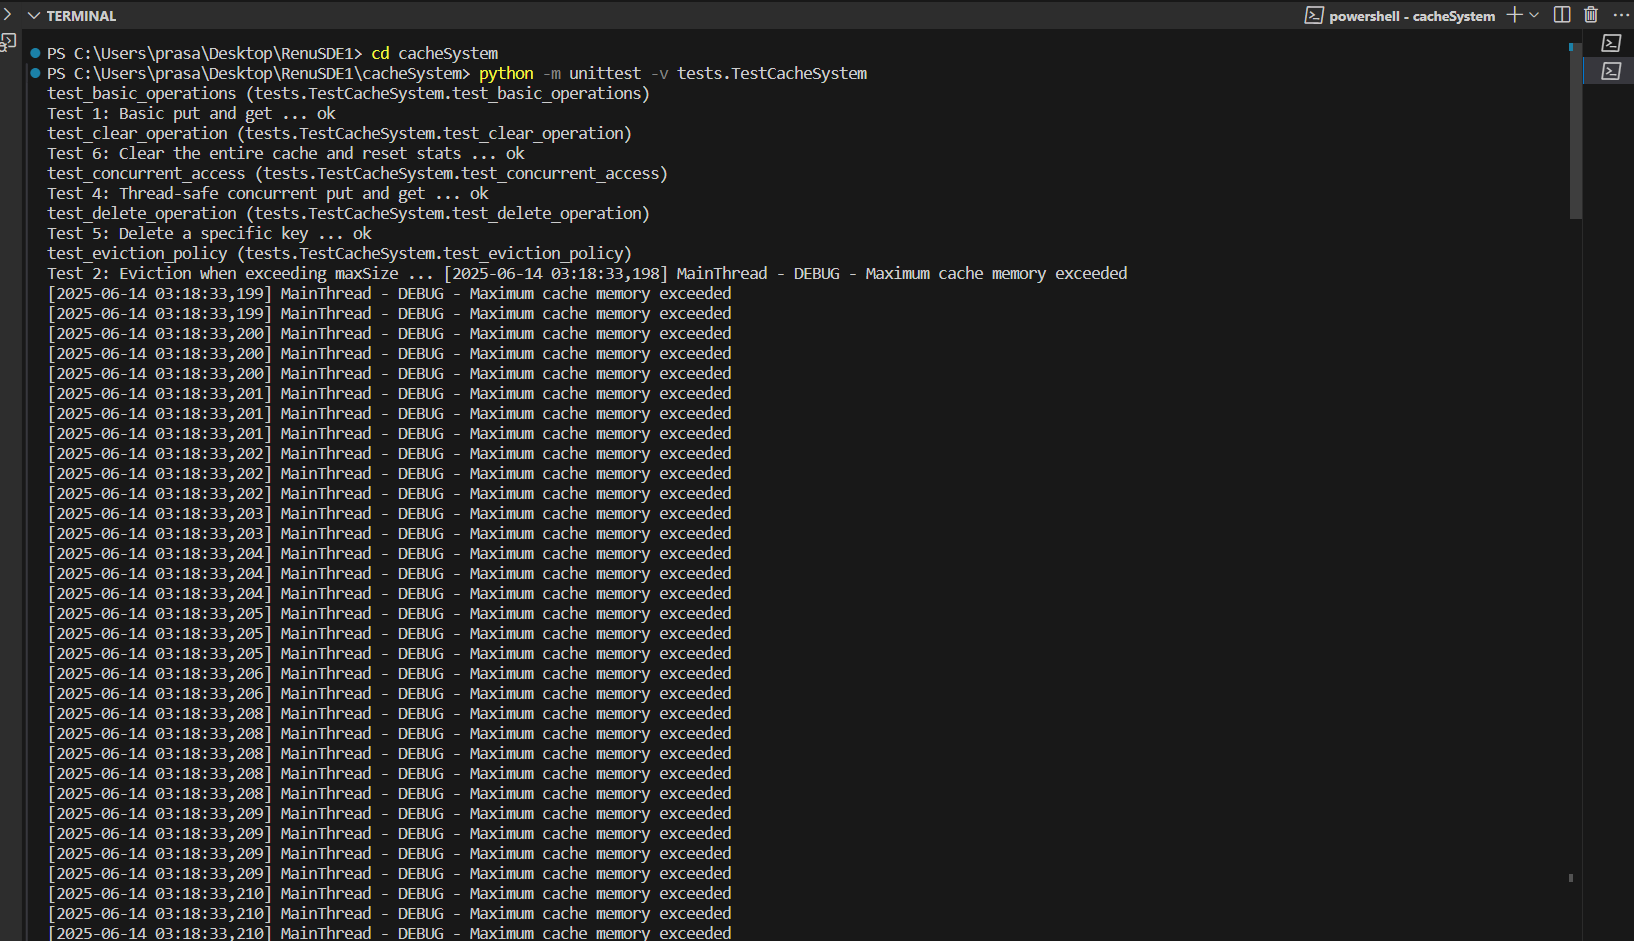 TERMINAL
powershell - cacheSystem
PS C:\Users\prasa\Desktop\RenuSDE1> cd cacheSystem
PS C:\Users\prasa\Desktop\RenuSDE1\cacheSystem> python -m unittest -v tests.TestCacheSystem
test_basic_operations (tests.TestCacheSystem.test_basic_operations)
Test 1: Basic put and get ... ok
test_clear_operation (tests.TestCacheSystem.test_clear_operation)
Test 6: Clear the entire cache and reset stats ... ok
test_concurrent_access (tests.TestCacheSystem.test_concurrent_access)
Test 4: Thread-safe concurrent put and get ... ok
test_delete_operation (tests.TestCacheSystem.test_delete_operation)
Test 5: Delete a specific key ... ok
test_eviction_policy (tests.TestCacheSystem.test_eviction_policy)
Test 2: Eviction when exceeding maxSize ... [2025-06-14 03:18:33,198] MainThread - DEBUG - Maximum cache memory exceeded
[2025-06-14 03:18:33,199] MainThread - DEBUG - Maximum cache memory exceeded
[2025-06-14 03:18:33,199] MainThread - DEBUG - Maximum cache memory exceeded
[2025-06-14 03:18:33,200] MainThread - DEBUG - Maximum cache memory exceeded
[2025-06-14 03:18:33,200] MainThread - DEBUG - Maximum cache memory exceeded
[2025-06-14 03:18:33,200] MainThread - DEBUG - Maximum cache memory exceeded
[2025-06-14 03:18:33,201] MainThread - DEBUG - Maximum cache memory exceeded
[2025-06-14 03:18:33,201] MainThread - DEBUG - Maximum cache memory exceeded
[2025-06-14 03:18:33,201] MainThread - DEBUG - Maximum cache memory exceeded
[2025-06-14 03:18:33,202] MainThread - DEBUG - Maximum cache memory exceeded
[2025-06-14 03:18:33,202] MainThread - DEBUG - Maximum cache memory exceeded
[2025-06-14 03:18:33,202] MainThread - DEBUG - Maximum cache memory exceeded
[2025-06-14 03:18:33,203] MainThread - DEBUG - Maximum cache memory exceeded
[2025-06-14 03:18:33,203] MainThread - DEBUG - Maximum cache memory exceeded
[2025-06-14 03:18:33,204] MainThread - DEBUG - Maximum cache memory exceeded
[2025-06-14 03:18:33,204] MainThread - DEBUG - Maximum cache memory exceeded
[2025-06-14 03:18:33,204] MainThread - DEBUG - Maximum cache memory exceeded
[2025-06-14 03:18:33,205] MainThread - DEBUG - Maximum cache memory exceeded
[2025-06-14 03:18:33,205] MainThread - DEBUG - Maximum cache memory exceeded
[2025-06-14 03:18:33,205] MainThread - DEBUG - Maximum cache memory exceeded
[2025-06-14 03:18:33,206] MainThread - DEBUG - Maximum cache memory exceeded
[2025-06-14 03:18:33,206] MainThread - DEBUG - Maximum cache memory exceeded
[2025-06-14 03:18:33,208] MainThread - DEBUG - Maximum cache memory exceeded
[2025-06-14 03:18:33,208] MainThread - DEBUG - Maximum cache memory exceeded
[2025-06-14 03:18:33,208] MainThread - DEBUG - Maximum cache memory exceeded
[2025-06-14 03:18:33,208] MainThread - DEBUG - Maximum cache memory exceeded
[2025-06-14 03:18:33,208] MainThread - DEBUG - Maximum cache memory exceeded
[2025-06-14 03:18:33,209] MainThread - DEBUG - Maximum cache memory exceeded
[2025-06-14 03:18:33,209] MainThread - DEBUG - Maximum cache memory exceeded
[2025-06-14 03:18:33,209] MainThread - DEBUG - Maximum cache memory exceeded
[2025-06-14 03:18:33,209] MainThread - DEBUG - Maximum cache memory exceeded
[2025-06-14 03:18:33,210] MainThread - DEBUG - Maximum cache memory exceeded
[2025-06-14 03:18:33,210] MainThread - DEBUG - Maximum cache memory exceeded
[2025-06-14 03:18:33,210] MainThread - DEBUG - Maximum cache memory exceeded